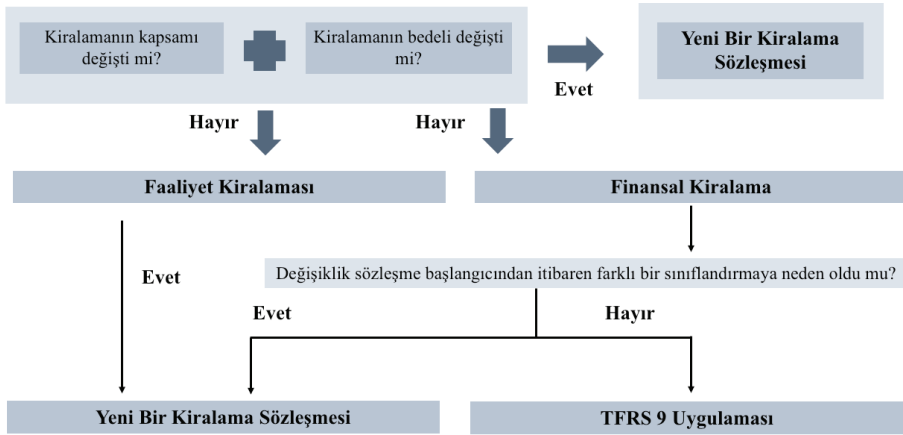 Kiralamanın kapsamı
değişti mi?
Kiralamanın bedeli değişti
mi?
Yeni Bir Kiralama
Sözleşmesi
Evet
Hayır
Hayır
Faaliyet Kiralaması
Finansal Kiralama
Evet
Değişiklik sözleşme başlangıcından itibaren farklı bir sınıflandırmaya neden oldu mu?
Evet
Hayır
Yeni Bir Kiralama Sözleşmesi
TFRS 9 Uygulaması